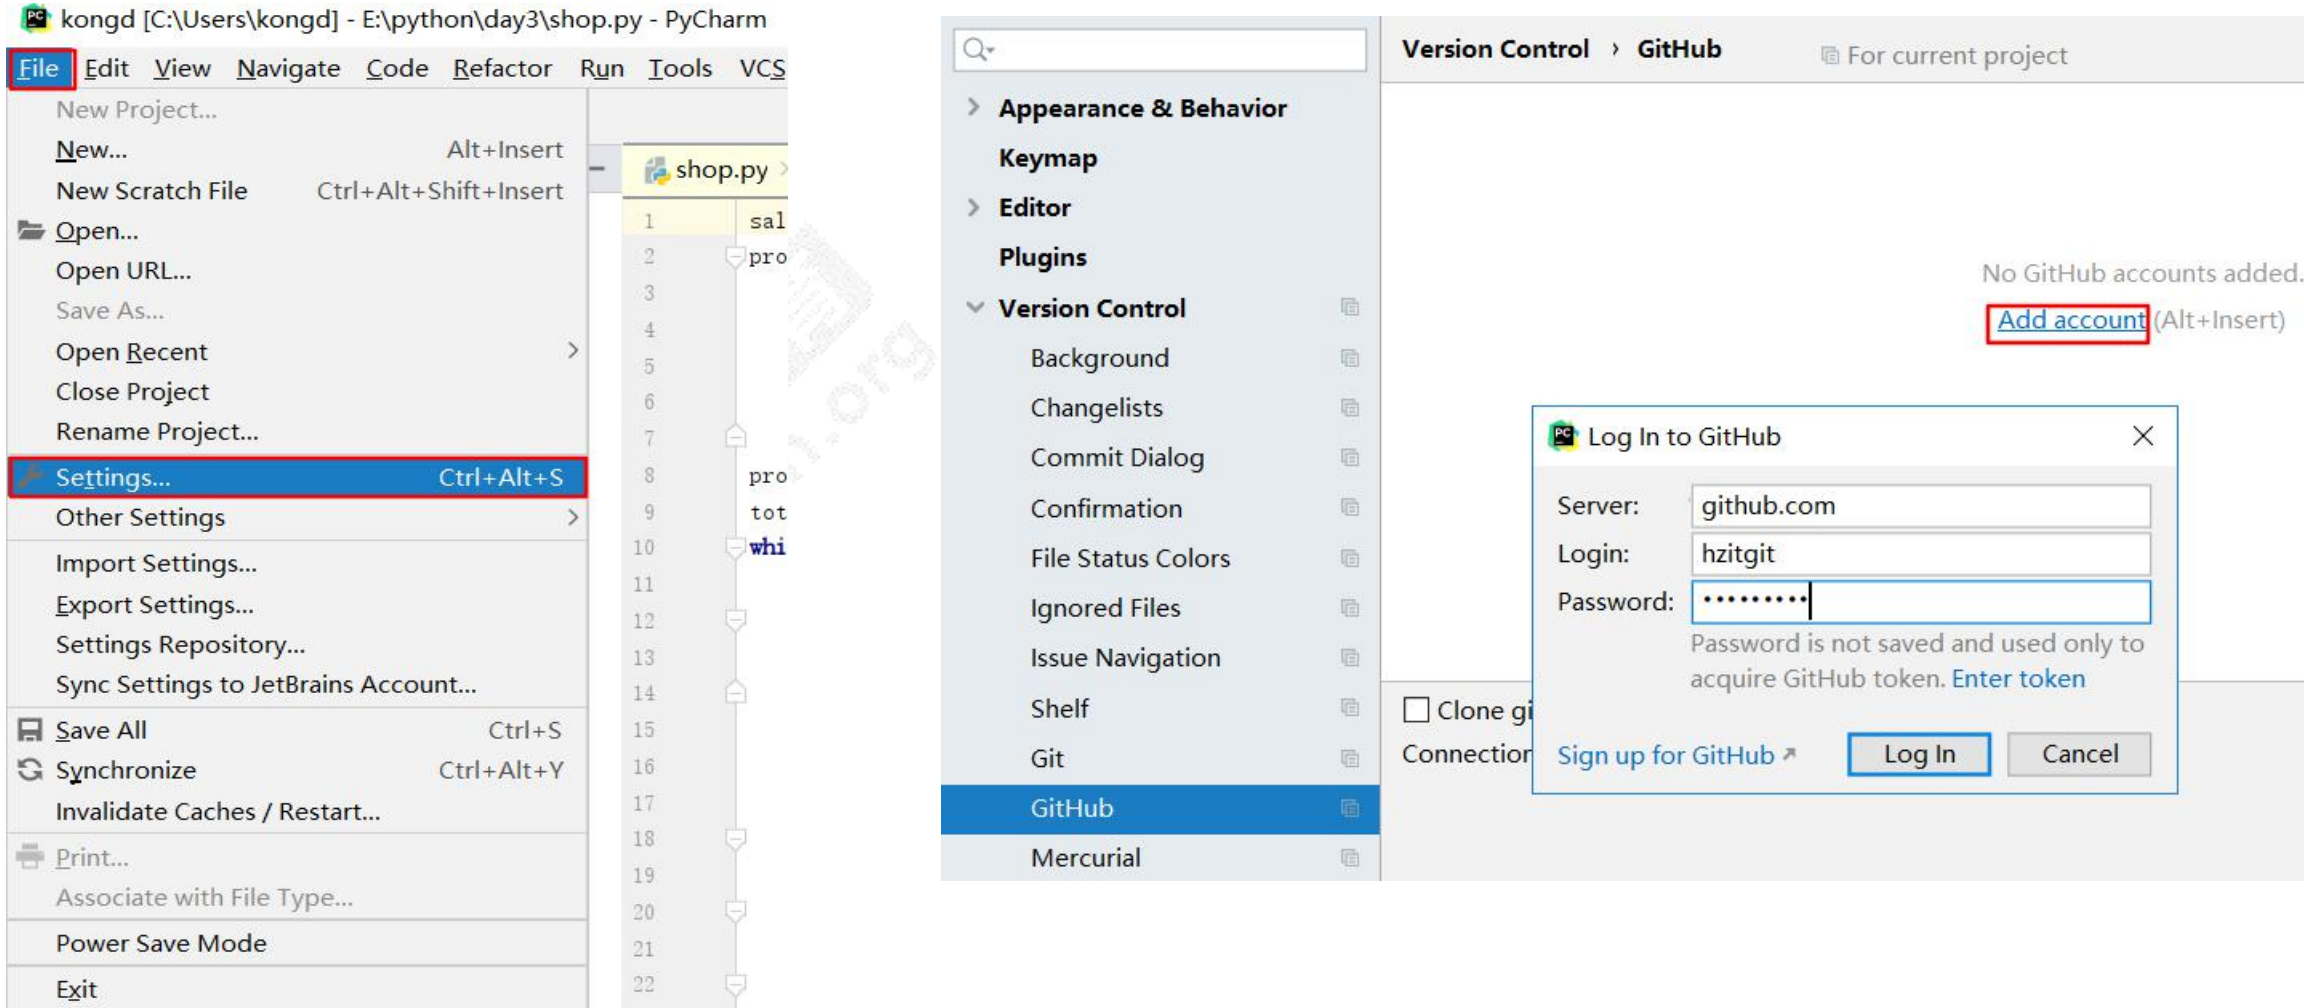 kongd [C:\Users\kongd] - E:\python\day3\shop.py - PyCharm
File Edit View Navigate Code Refactor Run Tools VCS
New Project...
New... Alt+Insert
New Scratch File Ctrl+Alt+Shift+Insert
Open...
Open URL...
Save As...
Open Recent
Close Project
Rename Project...
Settings... Ctrl+Alt+S
Other Settings
Import Settings...
Export Settings...
Settings Repository...
Sync Settings to JetBrains Account...
Save All Ctrl+S
Synchronize Ctrl+Alt+Y
Invalidate Caches / Restart...
Print...
Associate with File Type...
Power Save Mode
Exit
shop.py
1 sal
2 pro
3
4
5
6
7
8 pro
9 tot
10 whi
11
12
13
14
15
16
17
18
19
20
21
22
Appearance & Behavior
Keymap
Editor
Plugins
Version Control
Background
Changelists
Commit Dialog
Confirmation
File Status Colors
Ignored Files
Issue Navigation
Shelf
Git
GitHub
Mercurial
Version Control › GitHub For current project
No GitHub accounts added.
Add account (Alt+Insert)
PC Log In to GitHub
Server: github.com
Login: hzitgit
Password: •••••••••
Password is not saved and used only to
acquire GitHub token. Enter token
Sign up for GitHub Log In Cancel
Clone gi
Connection